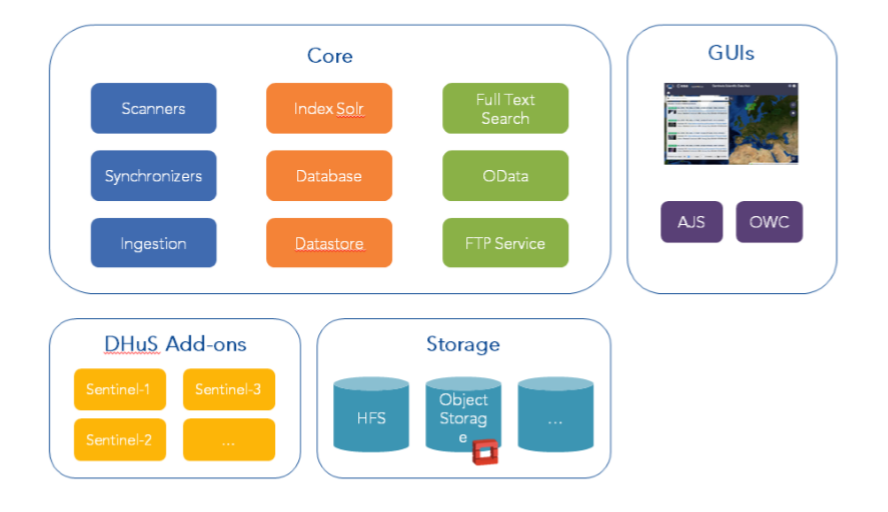 Core
Scanners
Index Solr
Full Text
Search
Synchronizers
Database
OData
Ingestion
Datastore
FTP Service
GUIs
AJS
OWC
DHuS Add-ons
Sentinel-1
Sentinel-3
Sentinel-2
...
Storage
HFS
Object
Storag
e
...